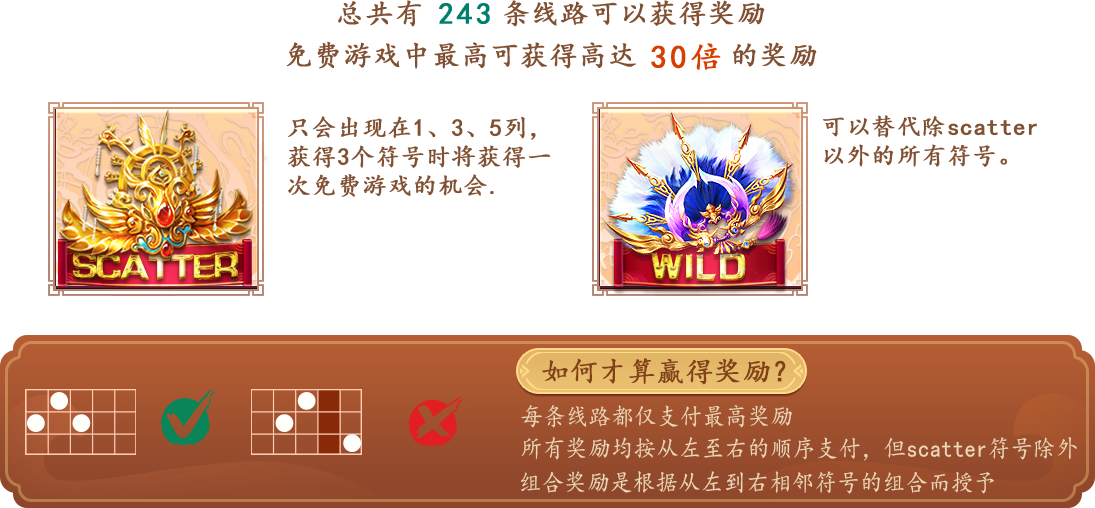 总共有 243 条线路可以获得奖励
免费游戏中最高可获得高达 30倍 的奖励
只会出现在1、3、5列，
获得3个符号时将获得一
次免费游戏的机会.
SCATTER
可以替代除scatter
以外的所有符号。
WILD
如何才算赢得奖励?
每条线路都仅支付最高奖励
所有奖励均按从左至右的顺序支付，但scatter符号除外
组合奖励是根据从左到右相邻符号的组合而授予